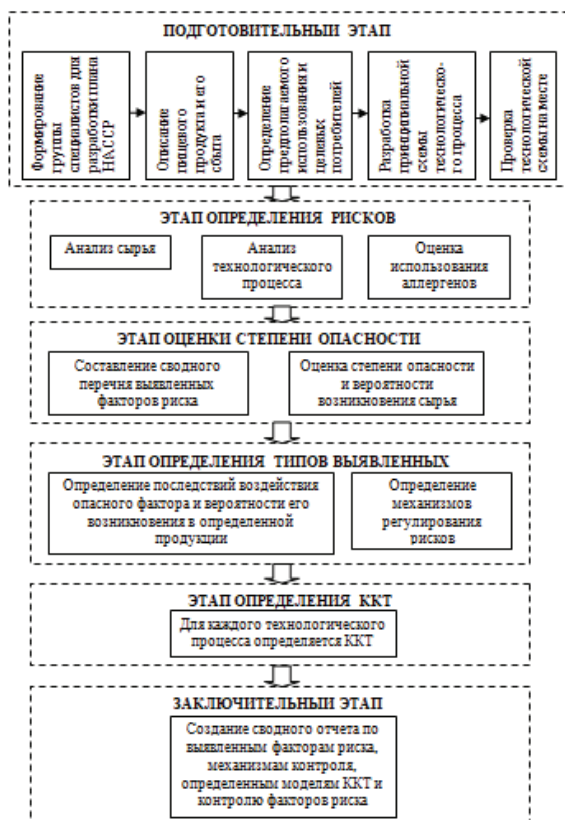 ПОДГОТОВИТЕЛЬНЫЙ ЭТАП
Формирование
группы
специалистов для
разработки плана
НАССР
Описание
пищевого
продукта и его
сбыта
Определение
предполагаемого
использования и
целевых
потребителей
Разработка
принципиальной
схемы
технологическо-
го процесса
Проверка
технологической
схемы на месте
ЭТАП ОПРЕДЕЛЕНИЯ РИСКОВ
Анализ сырья
Анализ
технологического
процесса
Оценка
использования
аллергенов
ЭТАП ОЦЕНКИ СТЕПЕНИ ОПАСНОСТИ
Составление сводного
перечня выявленных
факторов риска
Оценка степени опасности
и вероятности
возникновения сырья
ЭТАП ОПРЕДЕЛЕНИЯ ТИПОВ ВЫЯВЛЕННЫХ
Определение последствий воздействия
опасного фактора и вероятности его
возникновения в определенной
продукции
Определение
механизмов
регулирования
рисков
ЭТАП ОПРЕДЕЛЕНИЯ ККТ
Для каждого технологического
процесса определяется ККТ
ЗАКЛЮЧИТЕЛЬНЫЙ ЭТАП
Создание сводного отчета по
выявленным факторам риска,
механизмам контроля,
определенным моделям ККТ и
контролю факторов риска